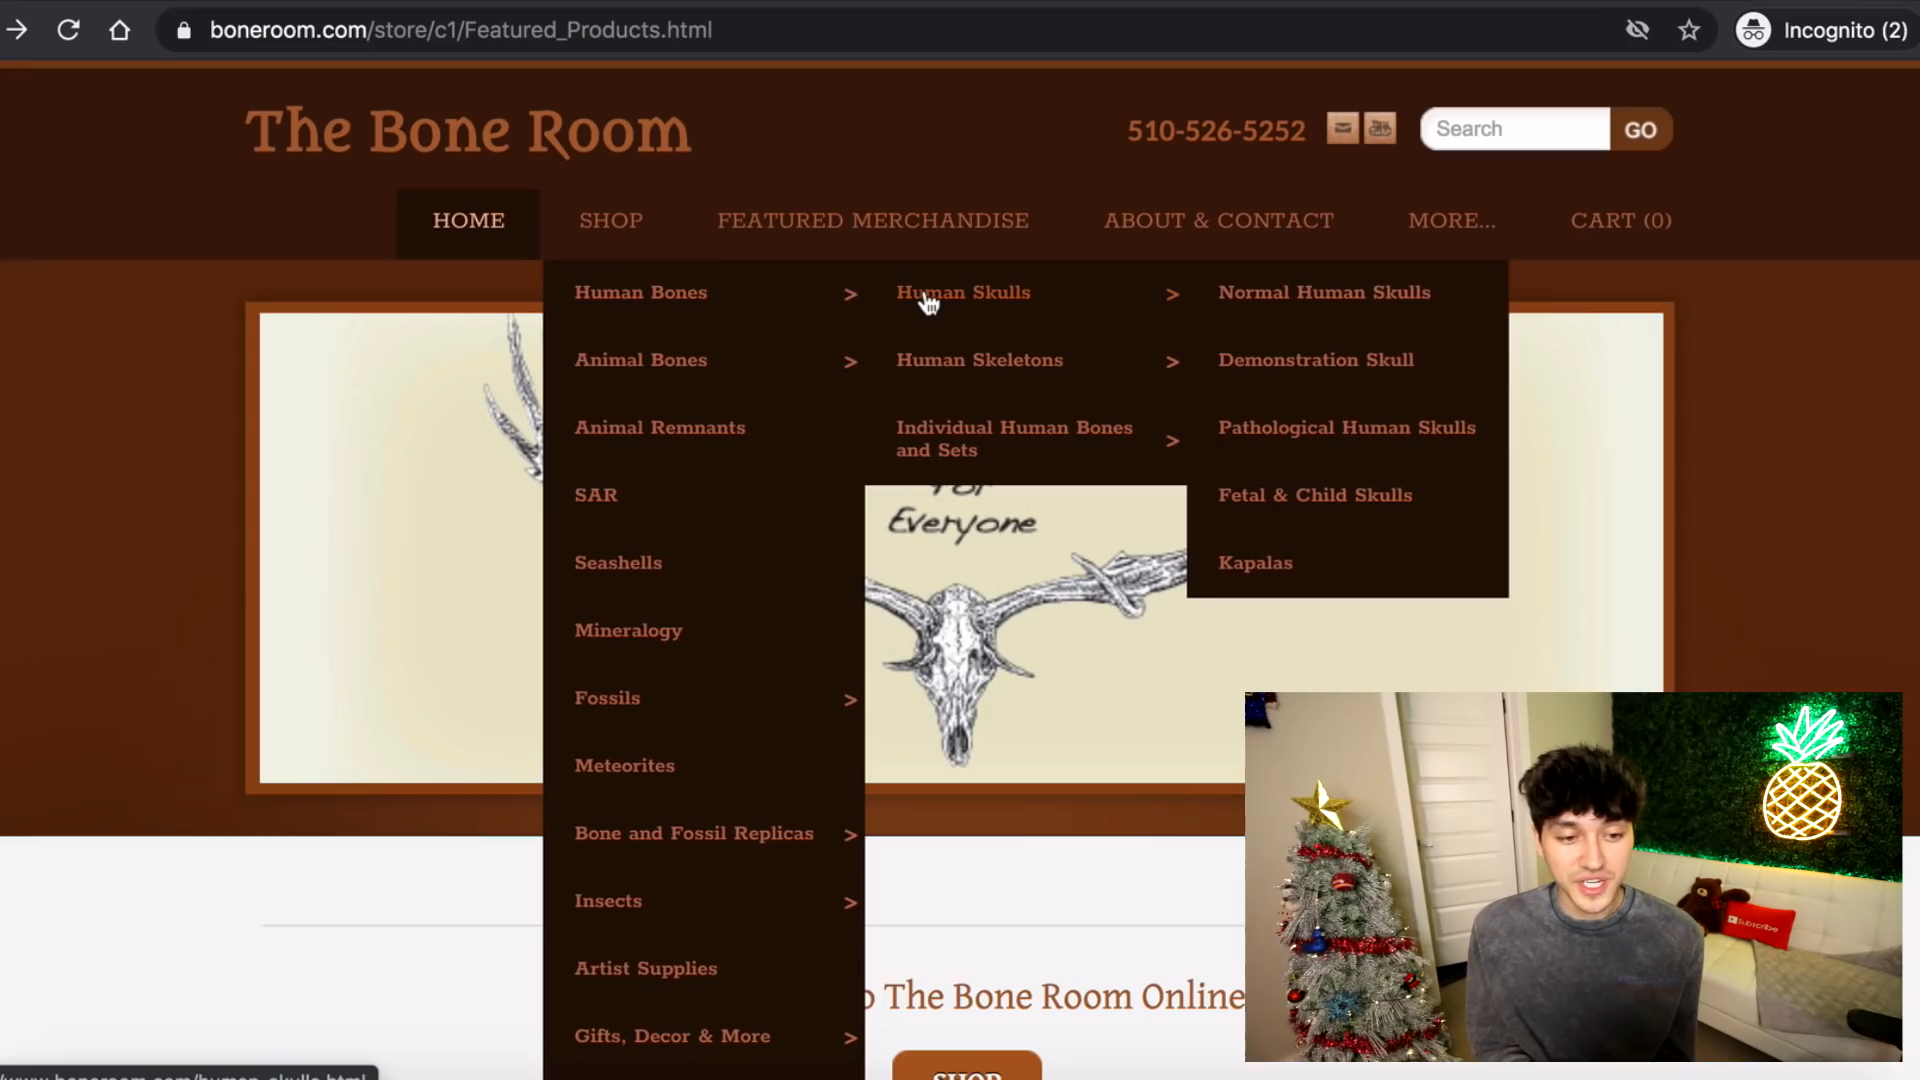 boneroom.com/store/c1/Featured_Products.html
Incognito (2)
The Bone Room
510-526-5252
Search
GO
HOME
SHOP
FEATURED MERCHANDISE
ABOUT & CONTACT
MORE...
CART (0)
Human Bones >
Human Skulls >
Normal Human Skulls
Animal Bones >
Human Skeletons >
Demonstration Skull
Animal Remnants
Individual Human Bones
and Sets >
Pathological Human Skulls
SAR
Fetal & Child Skulls
For
Everyone
Seashells
Kapalas
Mineralogy
Fossils >
Meteorites
Bone and Fossil Replicas >
Insects >
Artist Supplies
Gifts, Decor & More >
The Bone Room Online
SHOP
Subscribe
/www.boneroom.com/human_skulls.html